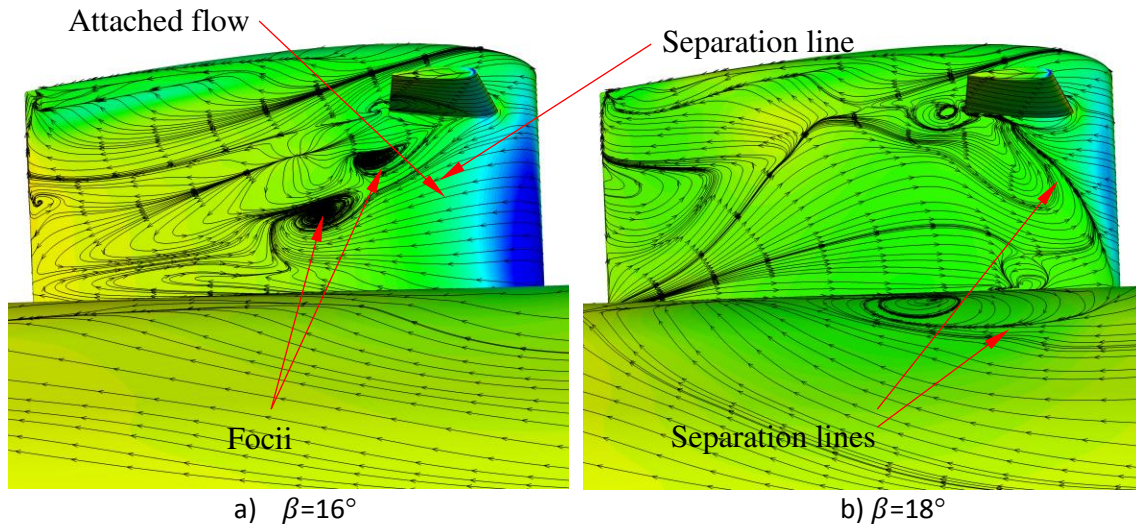 Attached flow
Separation line
Focii
Separation lines
a) β=16°
b) β=18°